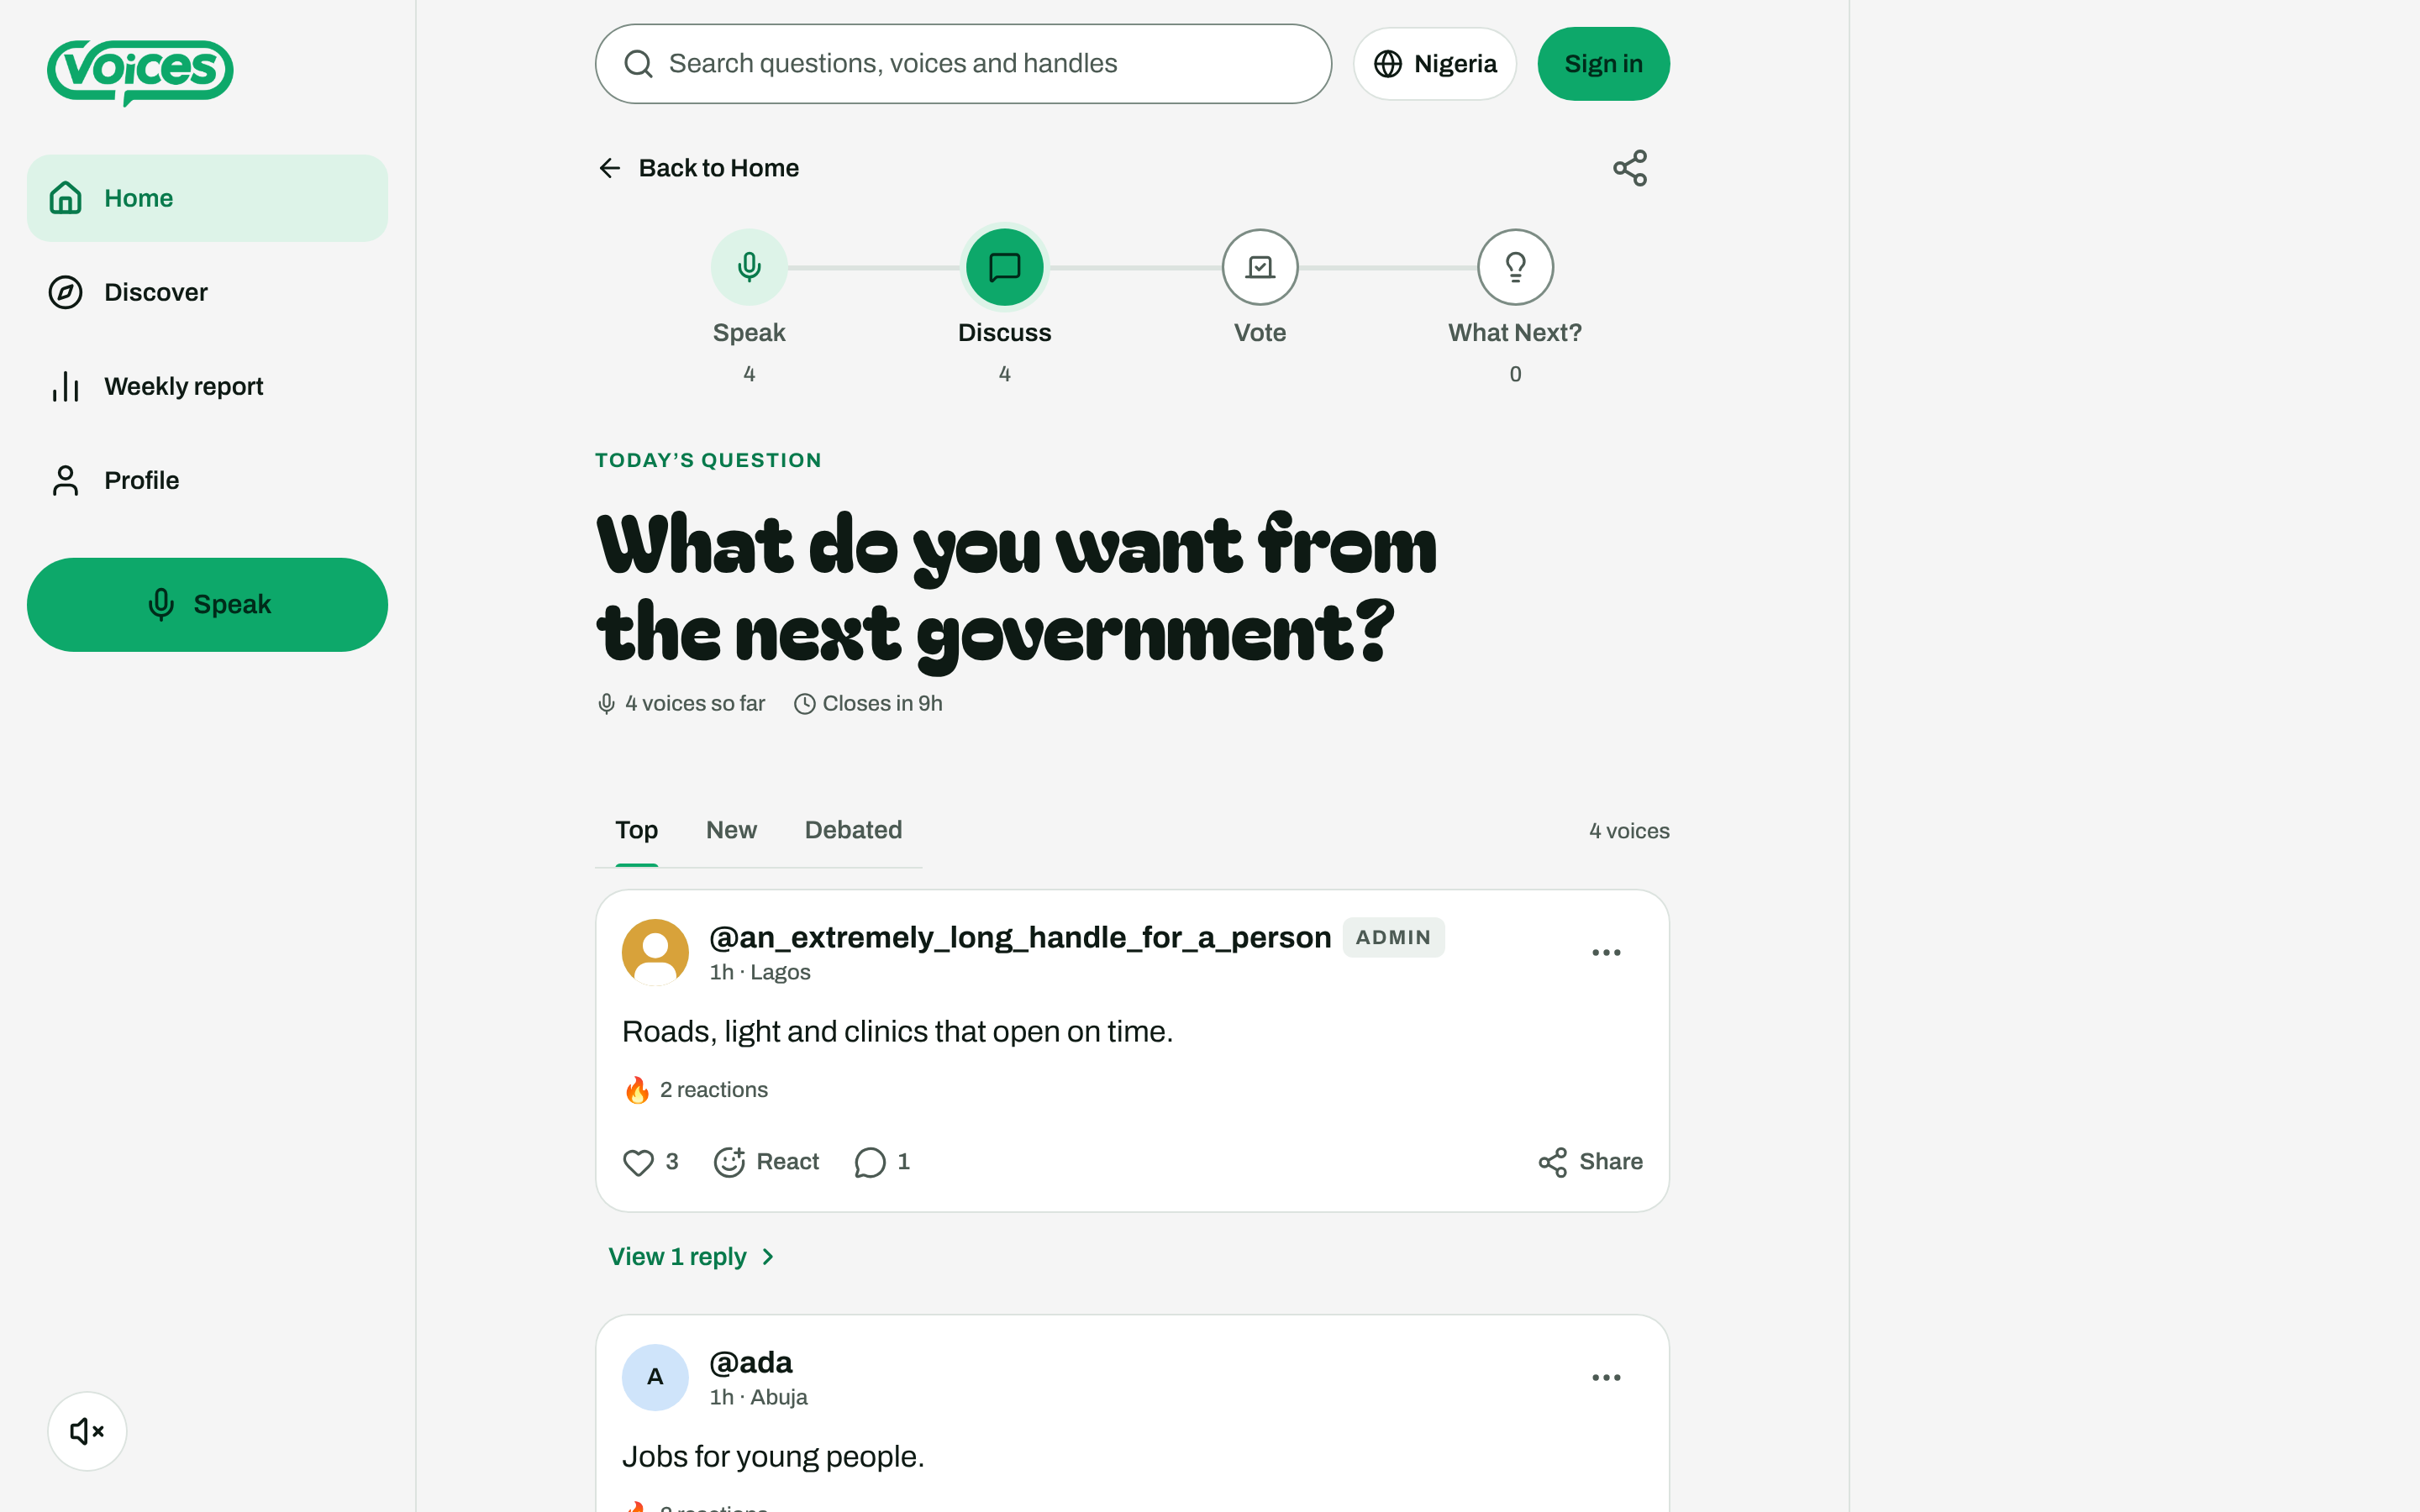 voices
Search questions, voices and handles
Nigeria
Sign in
Home
Discover
Weekly report
Profile
Speak
Back to Home
Speak
4
Discuss
4
Vote
What Next?
0
TODAY’S QUESTION
What do you want from
the next government?
4 voices so far
Closes in 9h
Top
New
Debated
4 voices
@an_extremely_long_handle_for_a_person ADMIN
1h · Lagos
Roads, light and clinics that open on time.
🔥 2 reactions
3
React
1
Share
View 1 reply
A
@ada
1h · Abuja
Jobs for young people.